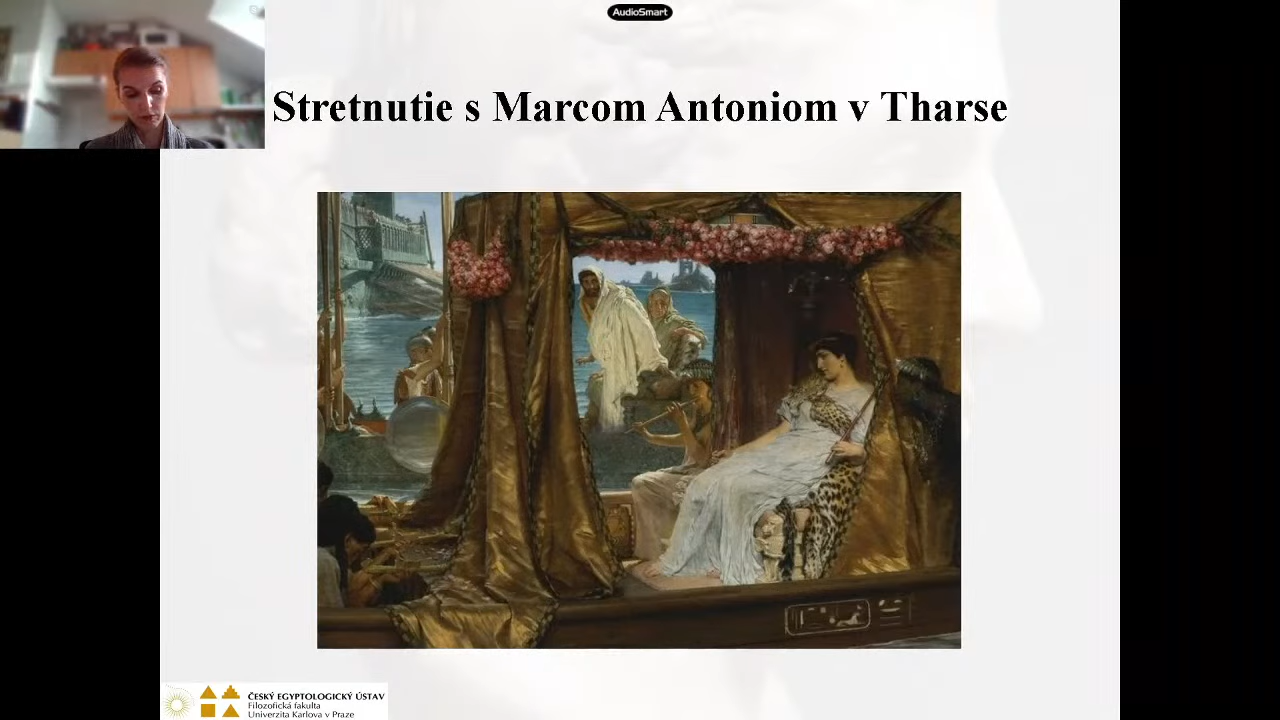 AudioSmart
Stretnutie s Marcom Antoniom v Tharse
ČESKÝ EGYPTOLOGICKÝ ÚSTAV
Filozofická fakulta
Univerzita Karlova v Praze